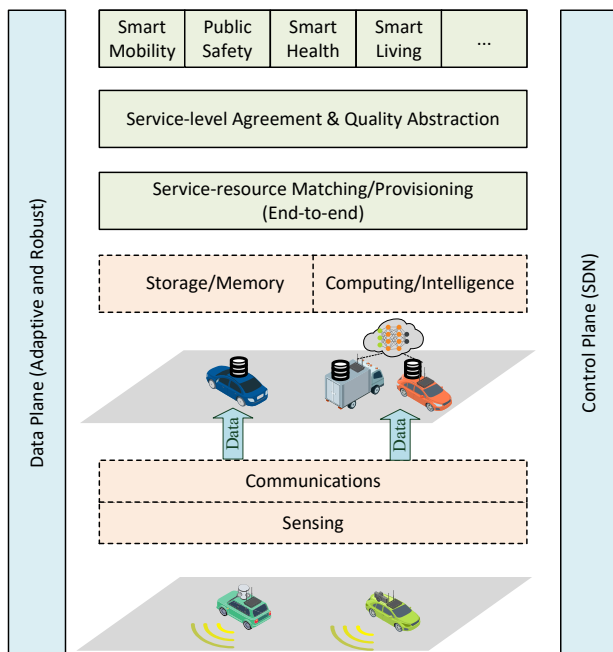 Smart
Mobility
Public
Safety
Smart
Health
Smart
Living
...
Service-level Agreement & Quality Abstraction
Service-resource Matching/Provisioning
(End-to-end)
Storage/Memory
Computing/Intelligence
Data
Data
Communications
Sensing
Data Plane (Adaptive and Robust)
Control Plane (SDN)